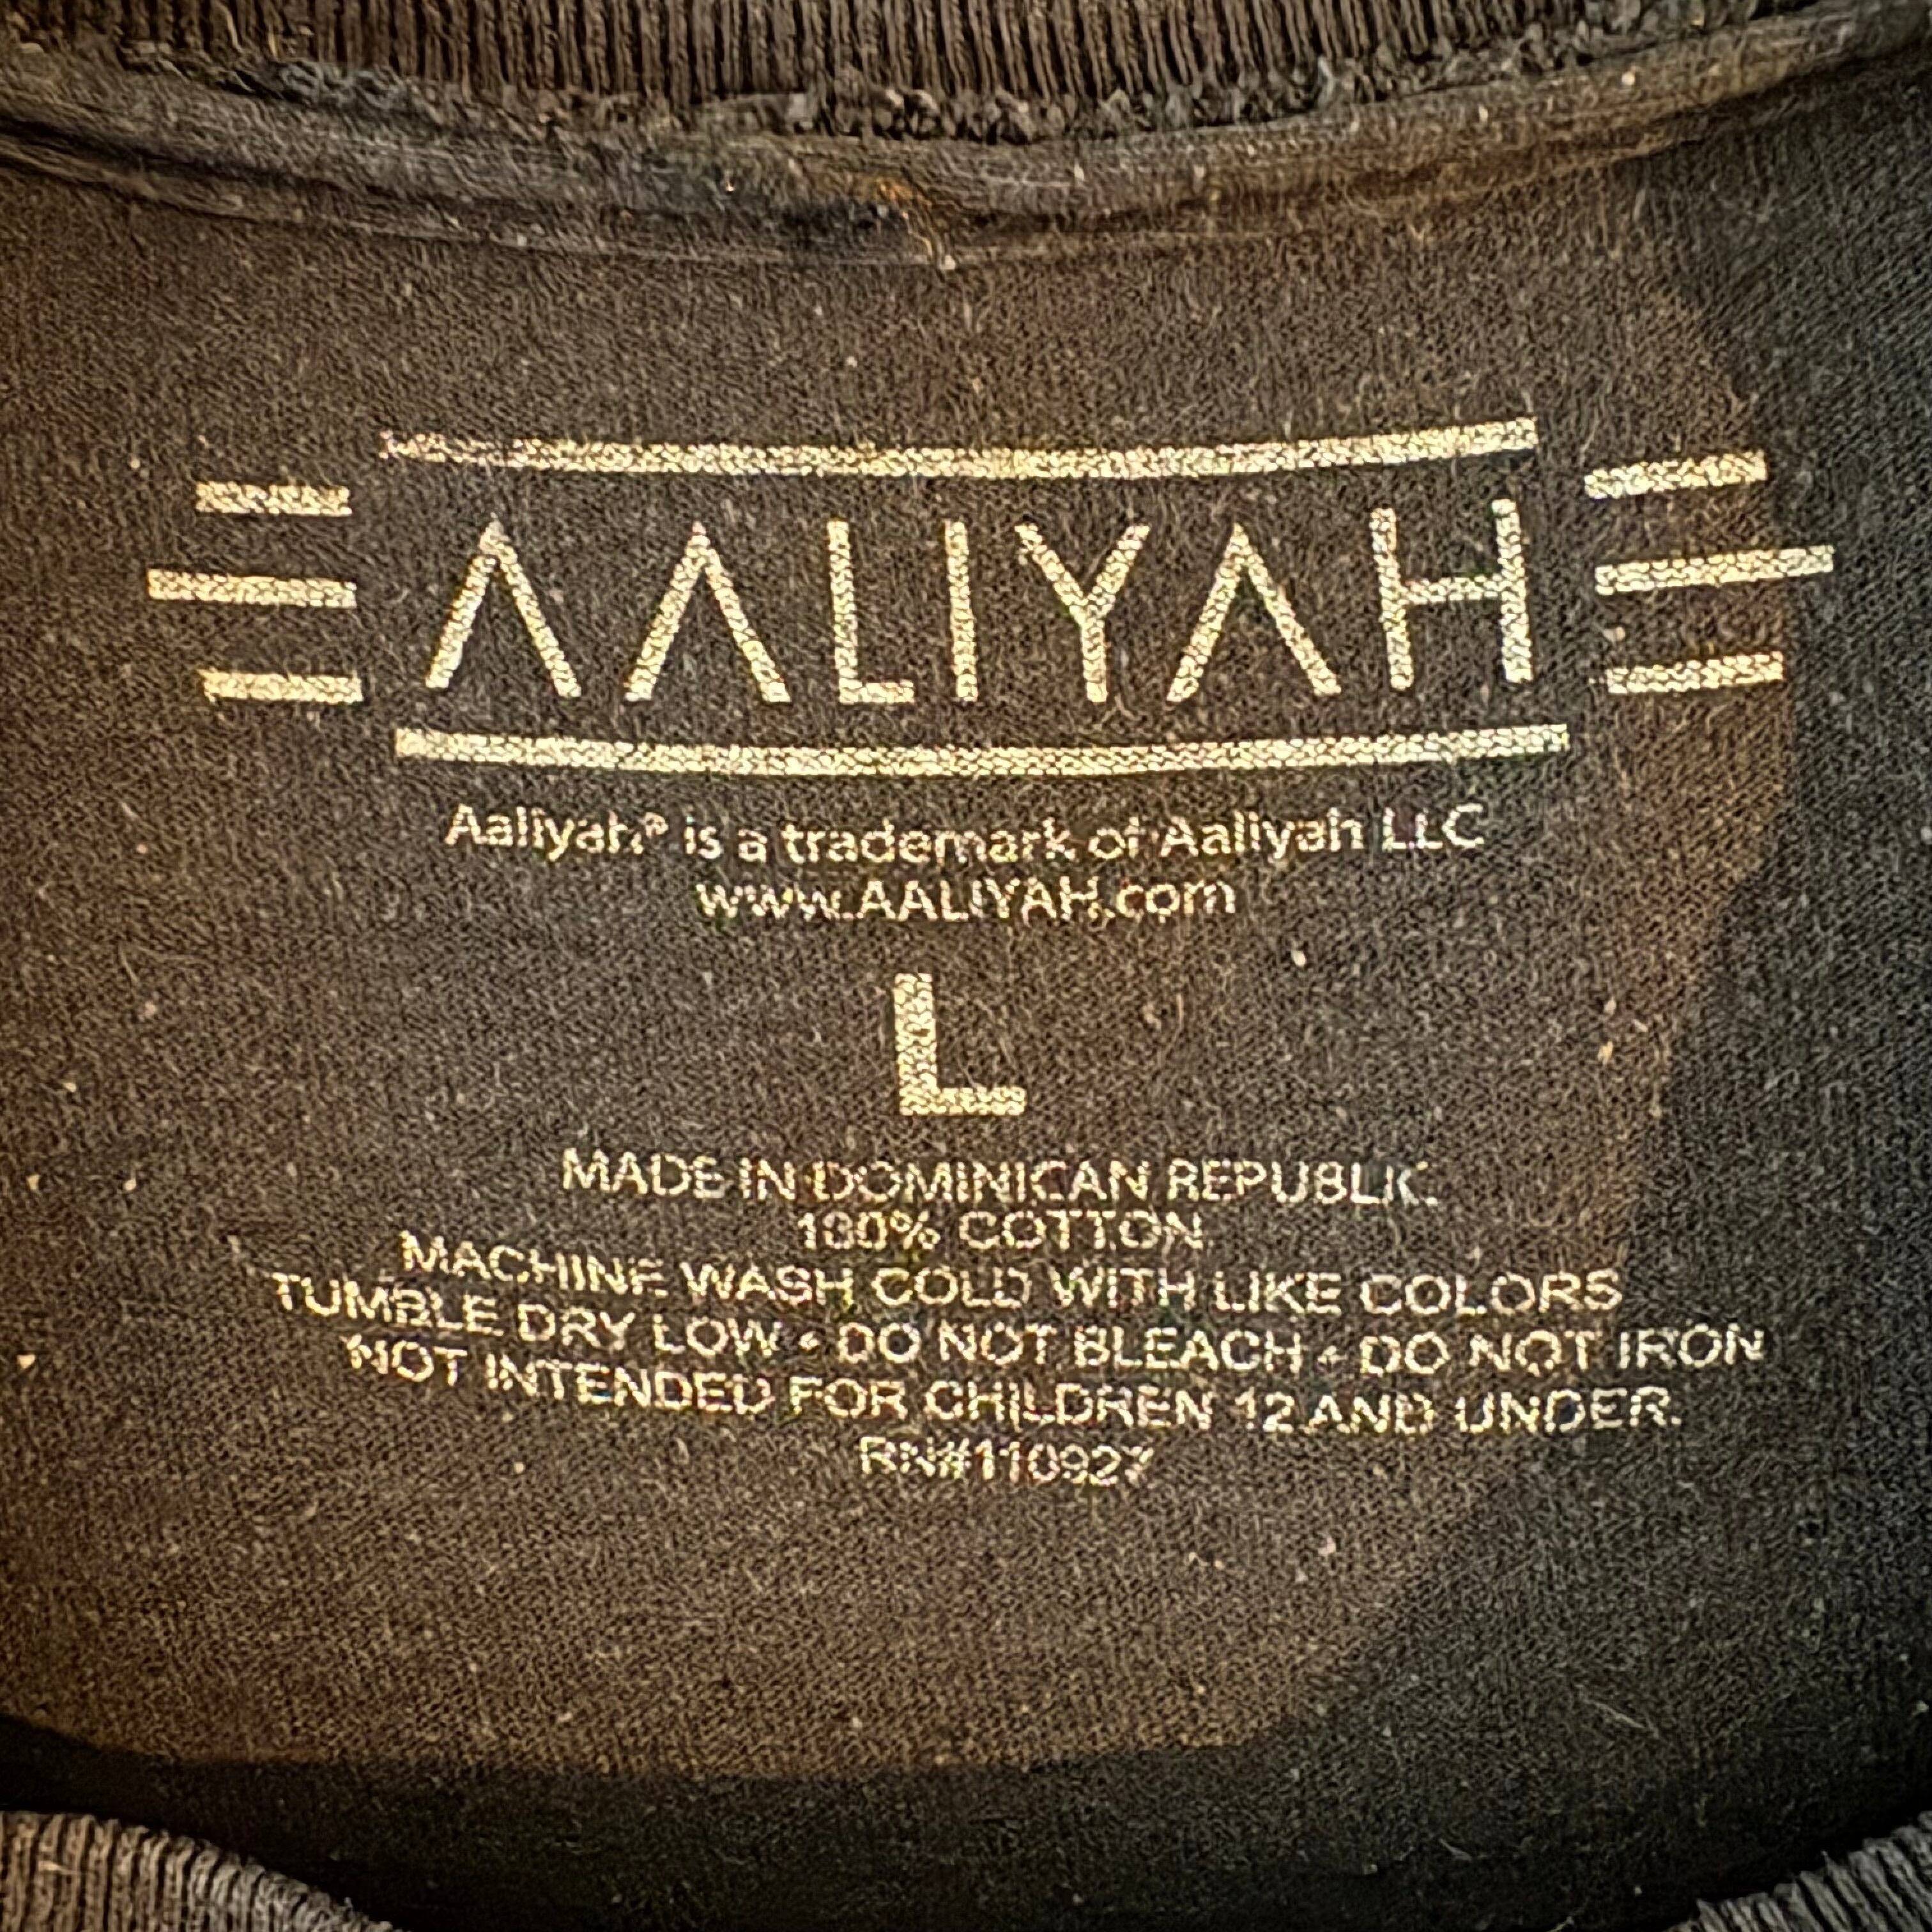 AALIYAH
Aaliyah® is a trademark of Aaliyah LLC
www.AALIYAH.com
L
MADE IN DOMINICAN REPUBLIC.
100% COTTON
MACHINE WASH COLD WITH LIKE COLORS
TUMBLE DRY LOW • DO NOT BLEACH • DO NOT IRON
NOT INTENDED FOR CHILDREN 12 AND UNDER.
RN#110927